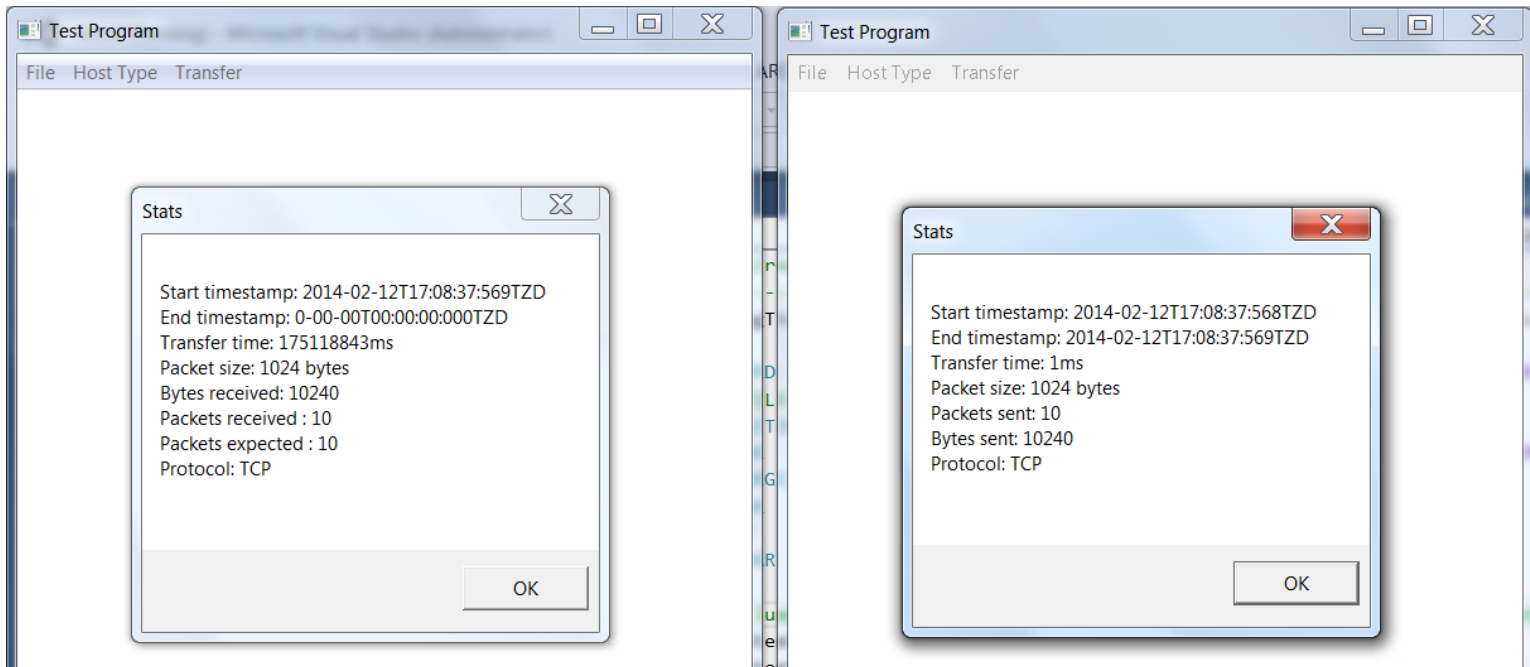 Test Program
File Host Type Transfer
Stats
Start timestamp: 2014-02-12T17:08:37:569TZD
End timestamp: 0-00-00T00:00:00:000TZD
Transfer time: 175118843ms
Packet size: 1024 bytes
Bytes received: 10240
Packets received : 10
Packets expected : 10
Protocol: TCP
OK
AR
r
-
T
D
L
T
G
R
u
e
Test Program
File Host Type Transfer
Stats
Start timestamp: 2014-02-12T17:08:37:568TZD
End timestamp: 2014-02-12T17:08:37:569TZD
Transfer time: 1ms
Packet size: 1024 bytes
Packets sent: 10
Bytes sent: 10240
Protocol: TCP
OK